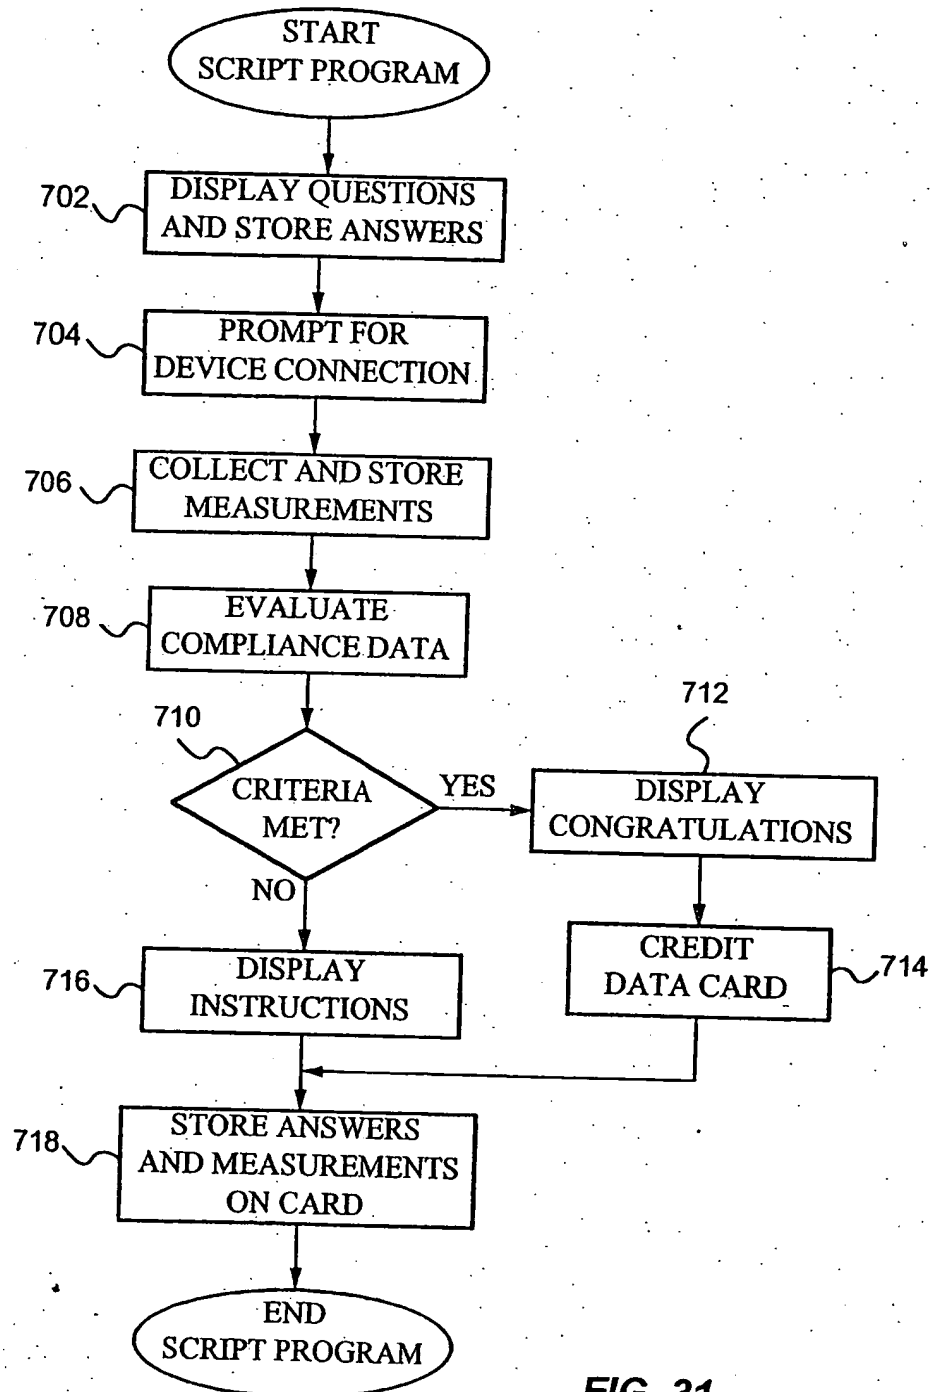 START
SCRIPT PROGRAM
702
DISPLAY QUESTIONS
AND STORE ANSWERS
704
PROMPT FOR
DEVICE CONNECTION
706
COLLECT AND STORE
MEASUREMENTS
708
EVALUATE
COMPLIANCE DATA
710
CRITERIA
MET?
YES
NO
712
DISPLAY
CONGRATULATIONS
CREDIT
DATA CARD
714
716
DISPLAY
INSTRUCTIONS
718
STORE ANSWERS
AND MEASUREMENTS
ON CARD
END
SCRIPT PROGRAM
FIG. 31